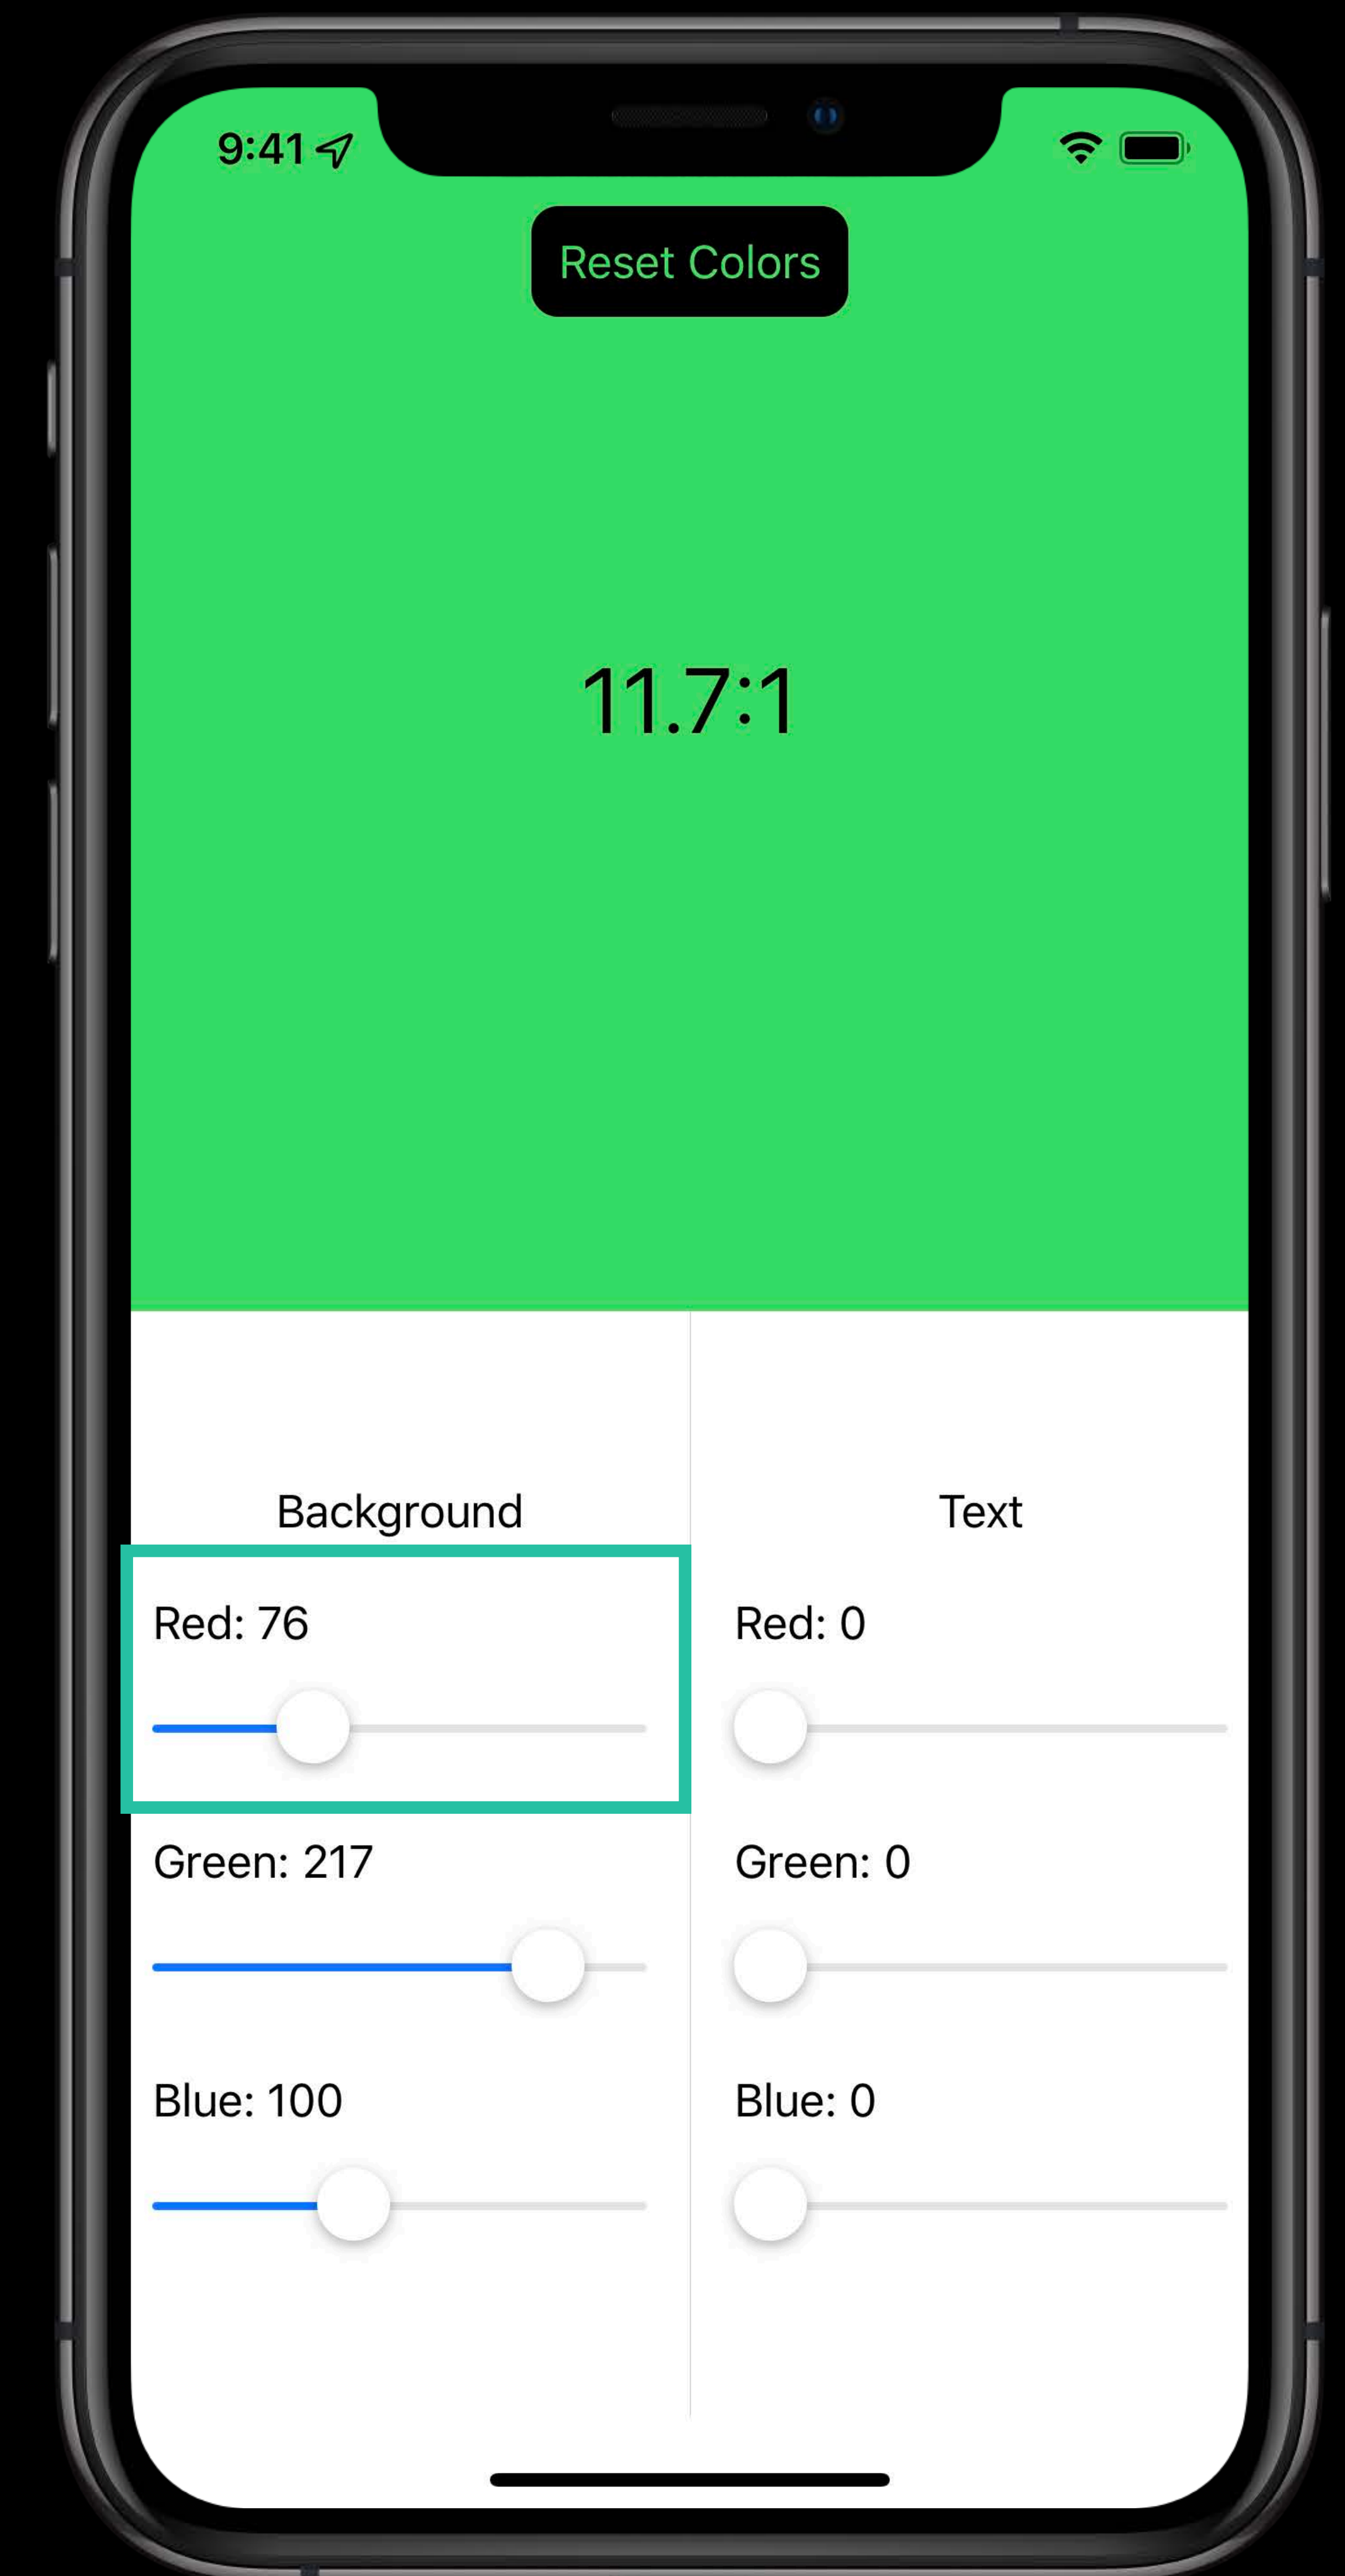 9:41
Reset Colors
11.7:1
Background
Red: 76
Green: 217
Blue: 100
Text
Red: 0
Green: 0
Blue: 0